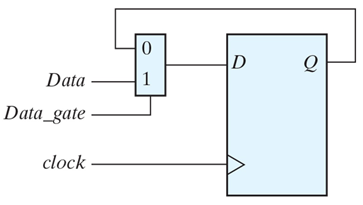 0
Data 1 D Q
Data_gate
clock